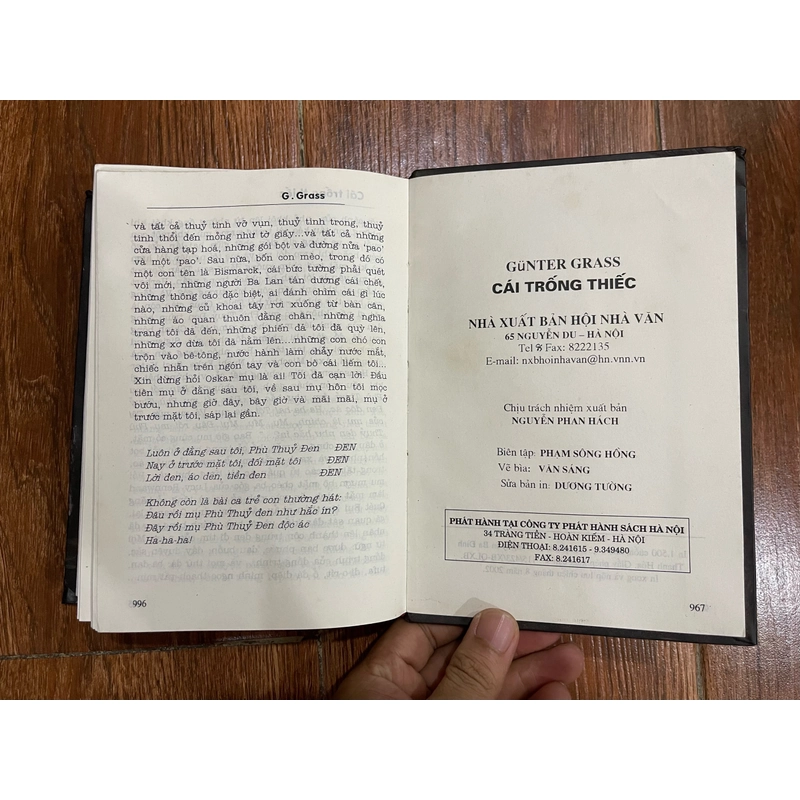 G. Grass
và tất cả thuỷ tinh vỡ vụn, thuỷ tinh trong, thuỷ
tinh thổi đến mỏng như tờ giấy...và tất cả những
cửa hàng tạp hoá, những gói bột và đường nửa 'pao'
và một 'pao'. Sau nữa, bốn con mèo, trong đó có
một con tên là Bismarck, cái bức tường phải quét
vôi mới, những người Ba Lan tán dương cái chết,
những thông cáo đặc biệt, ai đánh chìm cái gì lúc
nào, những củ khoai tây rơi xuống từ bàn cân,
những áo quan thuôn đằng chân, những nghĩa
trang tôi đã đến, những phiến đá tôi đã quỳ lên,
những xơ dừa tôi đã nằm lên....những con chó con
trộn vào bê-tông, nước hành làm chảy nước mắt,
chiếc nhẫn trên ngón tay và con bò cái liếm tôi...
Xin đừng hỏi Oskar mụ là ai! Tôi đã cạn lời. Đầu
tiên mụ ở đằng sau tôi, về sau mụ hôn tôi mọc
bướu, nhưng giờ đây, bây giờ và mãi mãi, mụ ở
trước mặt tôi, sáp lại gần.
Luôn ở đằng sau tôi, Phù Thuỷ Đen ĐEN
Nay ở trước mặt tôi, đối mặt tôi ĐEN
Lời đen, áo đen, tiền đen ĐEN
Không còn là bài ca trẻ con thường hát:
Đâu rồi mụ Phù Thuỷ đen như hắc ín?
Đây rồi mụ Phù Thuỷ Đen độc ác
Ha-ha-ha!
996
GüNTER GRASS
CÁI TRỐNG THIẾC
NHÀ XUẤT BẢN HỘI NHÀ VĂN
65 NGUYỄN DU – HÀ NỘI
Tel & Fax: 8222135
E-mail: nxbhoinhavan@hn.vnn.vn
Chịu trách nhiệm xuất bản
NGUYỄN PHAN HÁCH
Biên tập: PHẠM SÔNG HỒNG
Vẽ bìa: VĂN SÁNG
Sửa bản in: DƯƠNG TƯỜNG
PHÁT HÀNH TẠI CÔNG TY PHÁT HÀNH SÁCH HÀ NỘI
34 TRÀNG TIỀN - HOÀN KIẾM - HÀ NỘI
ĐIỆN THOẠI: 8.241615 - 9.349480
FAX: 8.241617
967